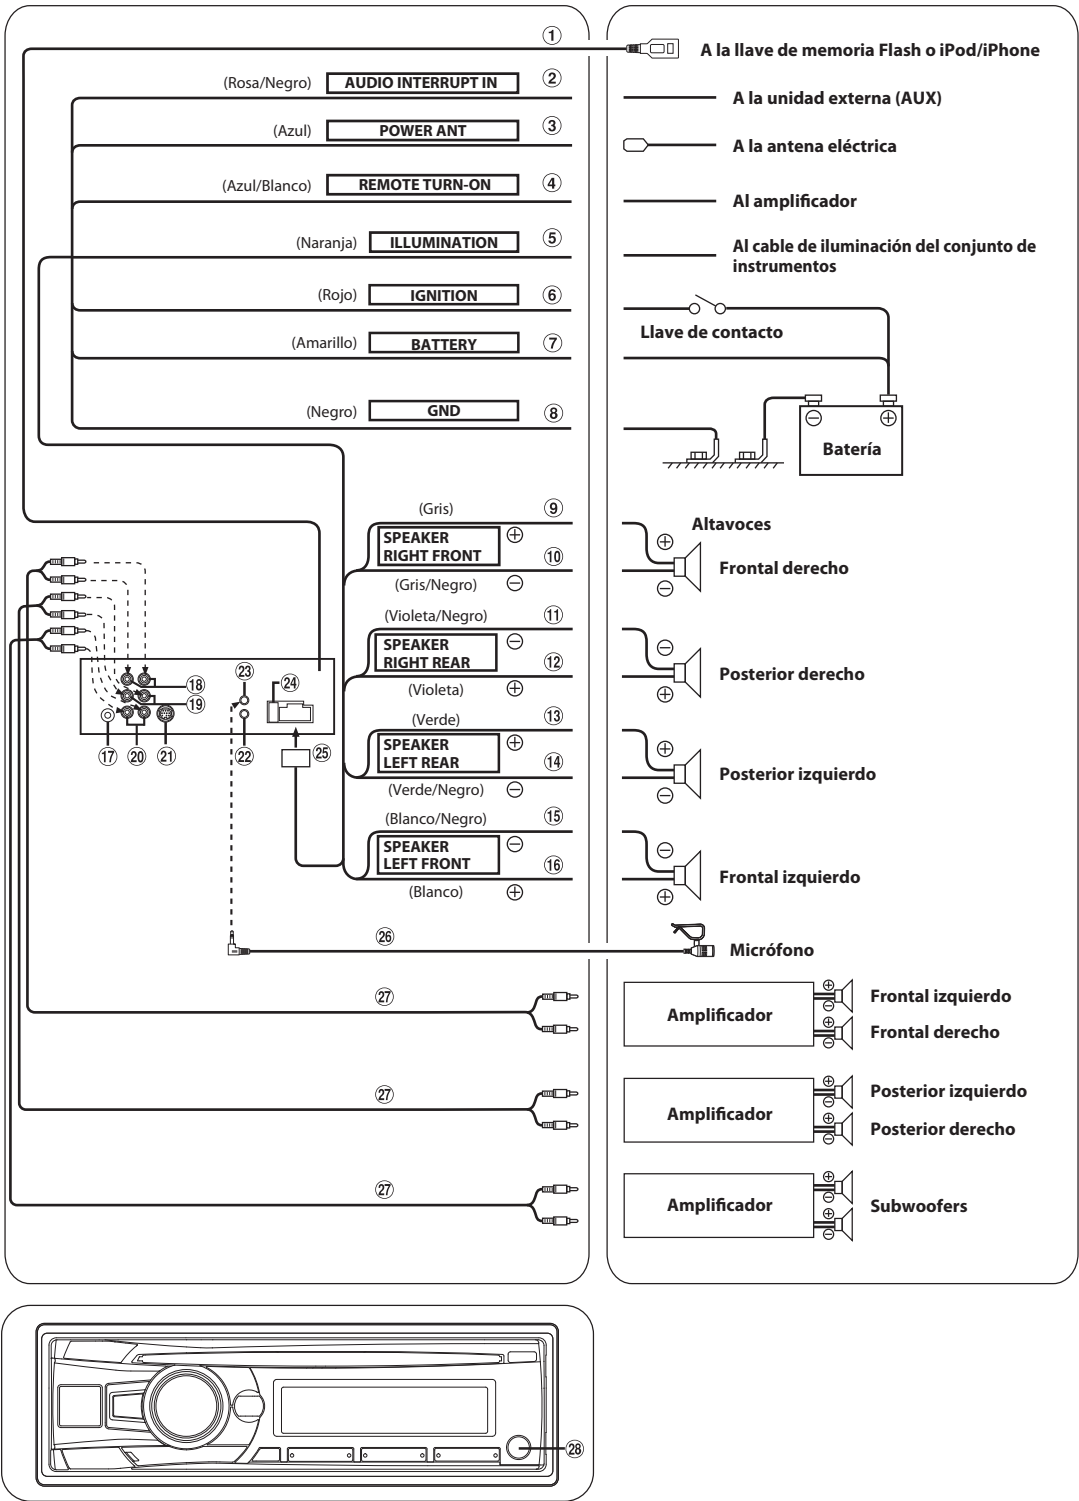 ① A la llave de memoria Flash o iPod/iPhone
(Rosa/Negro) AUDIO INTERRUPT IN ② A la unidad externa (AUX)
(Azul) POWER ANT ③ A la antena eléctrica
(Azul/Blanco) REMOTE TURN-ON ④ Al amplificador
(Naranja) ILLUMINATION ⑤ Al cable de iluminación del conjunto de
instrumentos
(Rojo) IGNITION ⑥
Llave de contacto
(Amarillo) BATTERY ⑦
(Negro) GND ⑧
⊖ ⊕
Batería
(Gris) ⑨ Altavoces
SPEAKER ⊕ ⊕
RIGHT FRONT ⑩ Frontal derecho
(Gris/Negro) ⊖ ⊖
(Violeta/Negro) ⑪
SPEAKER ⊖ ⊖
RIGHT REAR ⑫ Posterior derecho
(Violeta) ⊕ ⊕
(Verde) ⑬
SPEAKER ⊕ ⊕
LEFT REAR ⑭ Posterior izquierdo
(Verde/Negro) ⊖ ⊖
(Blanco/Negro) ⑮
SPEAKER ⊖ ⊖
LEFT FRONT ⑯ Frontal izquierdo
(Blanco) ⊕ ⊕
⑱ ㉓ ㉔
⑲
⑰ ⑳ ㉑ ㉒ ㉕
㉖ Micrófono
㉗ Amplificador
⊕ ⊖ Frontal izquierdo
⊕ ⊖ Frontal derecho
㉗ Amplificador
⊕ ⊖ Posterior izquierdo
⊕ ⊖ Posterior derecho
㉗ Amplificador
⊕ ⊖ Subwoofers
⊕ ⊖
㉘